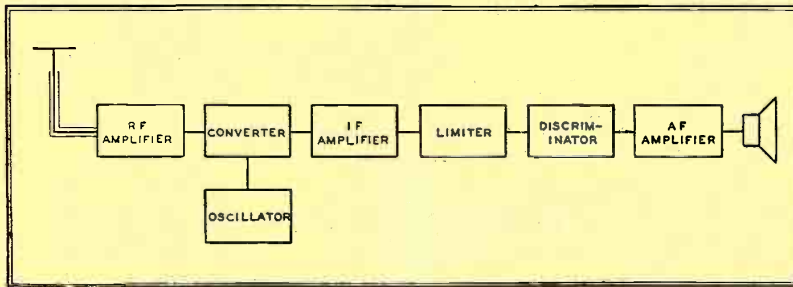 RF
AMPLIFIER
CONVERTER
IF
AMPLIFIER
LIMITER
DISCRIM-
INATOR
AF
AMPLIFIER
OSCILLATOR